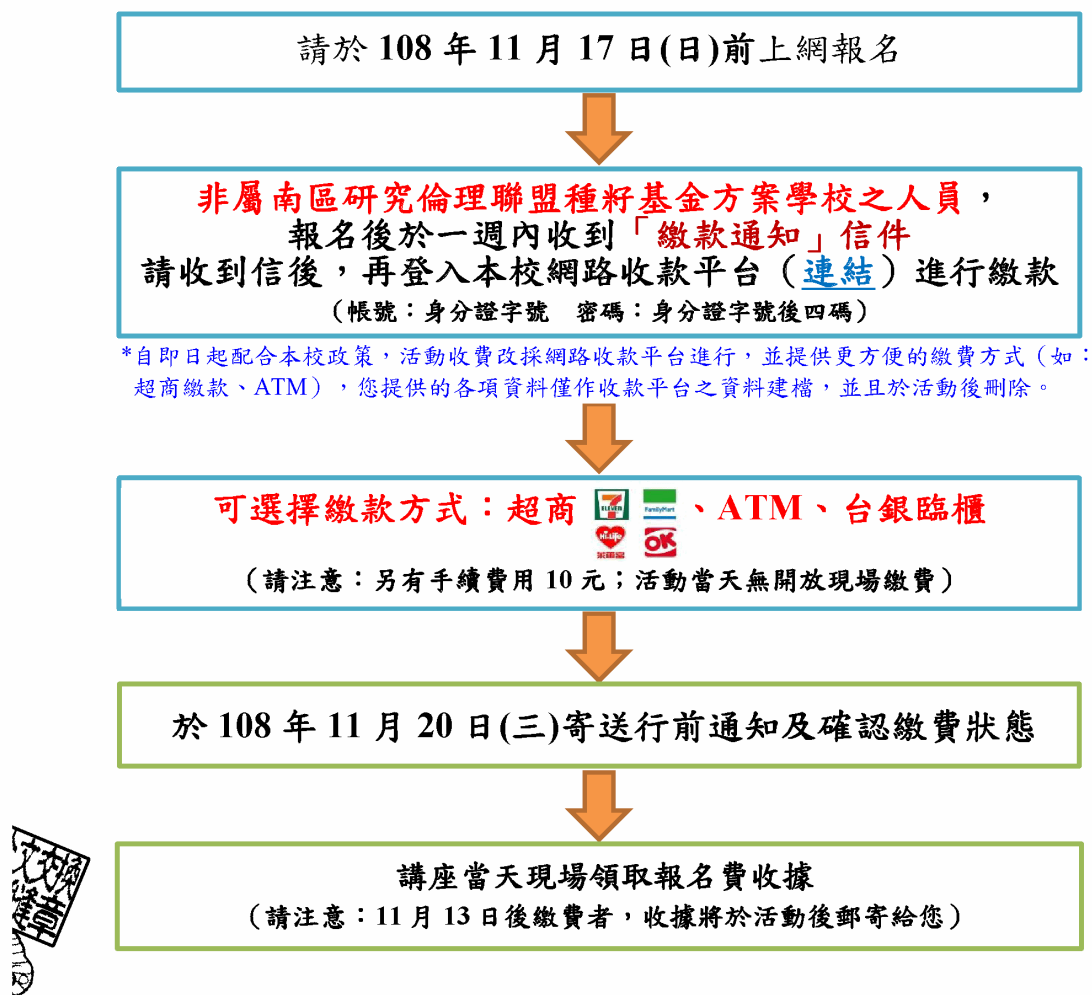 請於 108 年 11 月 17 日(日)前上網報名
非屬南區研究倫理聯盟種籽基金方案學校之人員，
報名後於一週內收到「繳款通知」信件
請收到信後，再登入本校網路收款平台（連結）進行繳款
（帳號：身分證字號　密碼：身分證字號後四碼）
*自即日起配合本校政策，活動收費改採網路收款平台進行，並提供更方便的繳費方式（如：
超商繳款、ATM），您提供的各項資料僅作收款平台之資料建檔，並且於活動後刪除。
可選擇繳款方式：超商 7 ELEVEN FamilyMart 、ATM、台銀臨櫃
Hi-Life 萊爾富 OK
（請注意：另有手續費用 10 元；活動當天無開放現場繳費）
於 108 年 11 月 20 日(三)寄送行前通知及確認繳費狀態
講座當天現場領取報名費收據
（請注意：11 月 13 日後繳費者，收據將於活動後郵寄給您）
交換
縫章